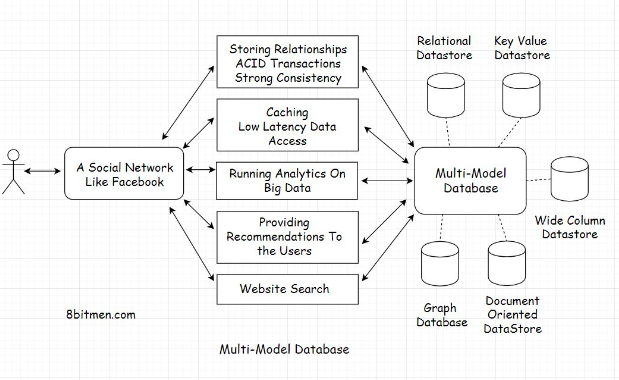 Storing Relationships
ACID Transactions
Strong Consistency
Relational
Datastore
Key Value
Datastore
Caching
Low Latency Data
Access
A Social Network
Like Facebook
Running Analytics On
Big Data
Multi-Model
Database
Providing
Recommendations To
the Users
Wide Column
Datastore
Website Search
Graph
Database
Document
Oriented
DataStore
8bitmen.com
Multi-Model Database